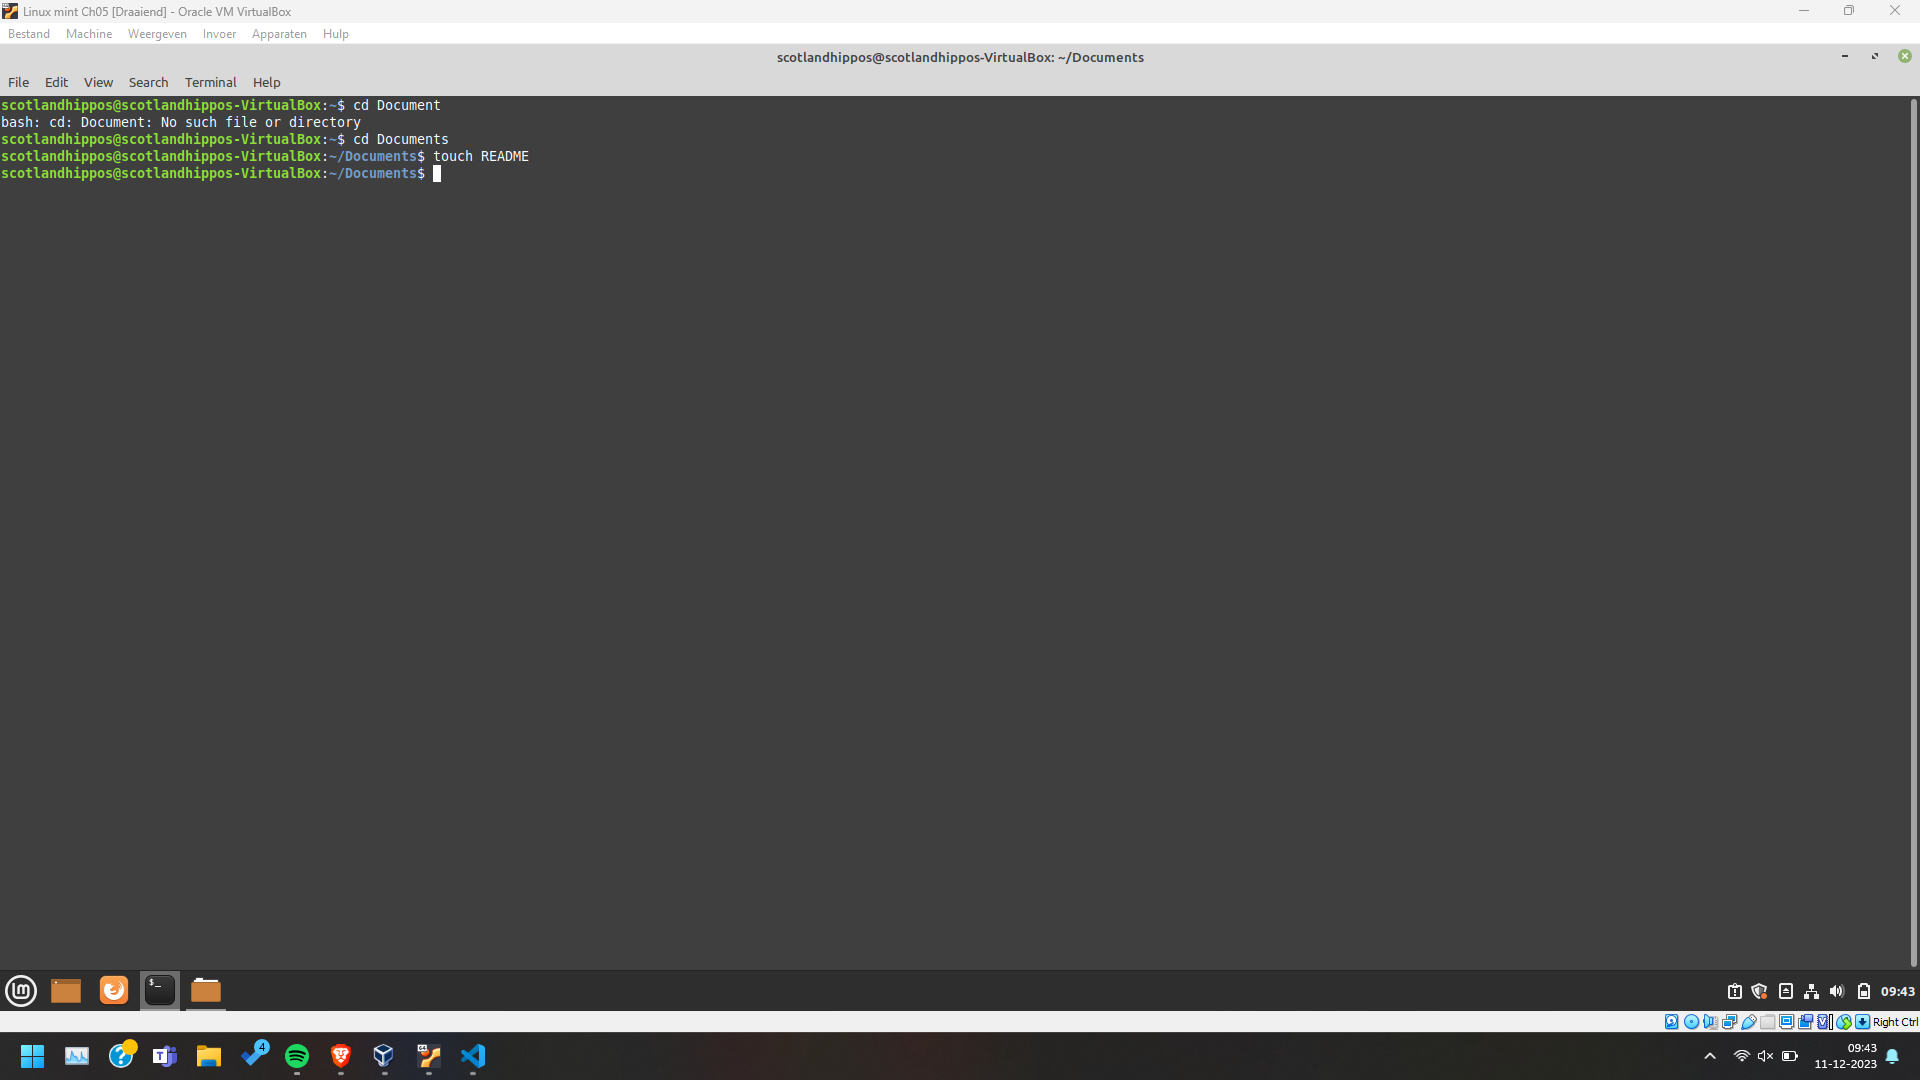 Linux mint Ch05 [Draaiend] - Oracle VM VirtualBox
Bestand Machine Weergeven Invoer Apparaten Hulp
scotlandhippos@scotlandhippos-VirtualBox: ~/Documents
File Edit View Search Terminal Help
scotlandhippos@scotlandhippos-VirtualBox:~$ cd Document
bash: cd: Document: No such file or directory
scotlandhippos@scotlandhippos-VirtualBox:~$ cd Documents
scotlandhippos@scotlandhippos-VirtualBox:~/Documents$ touch README
scotlandhippos@scotlandhippos-VirtualBox:~/Documents$
$_
09:43
Right Ctrl
4
09:43
11-12-2023